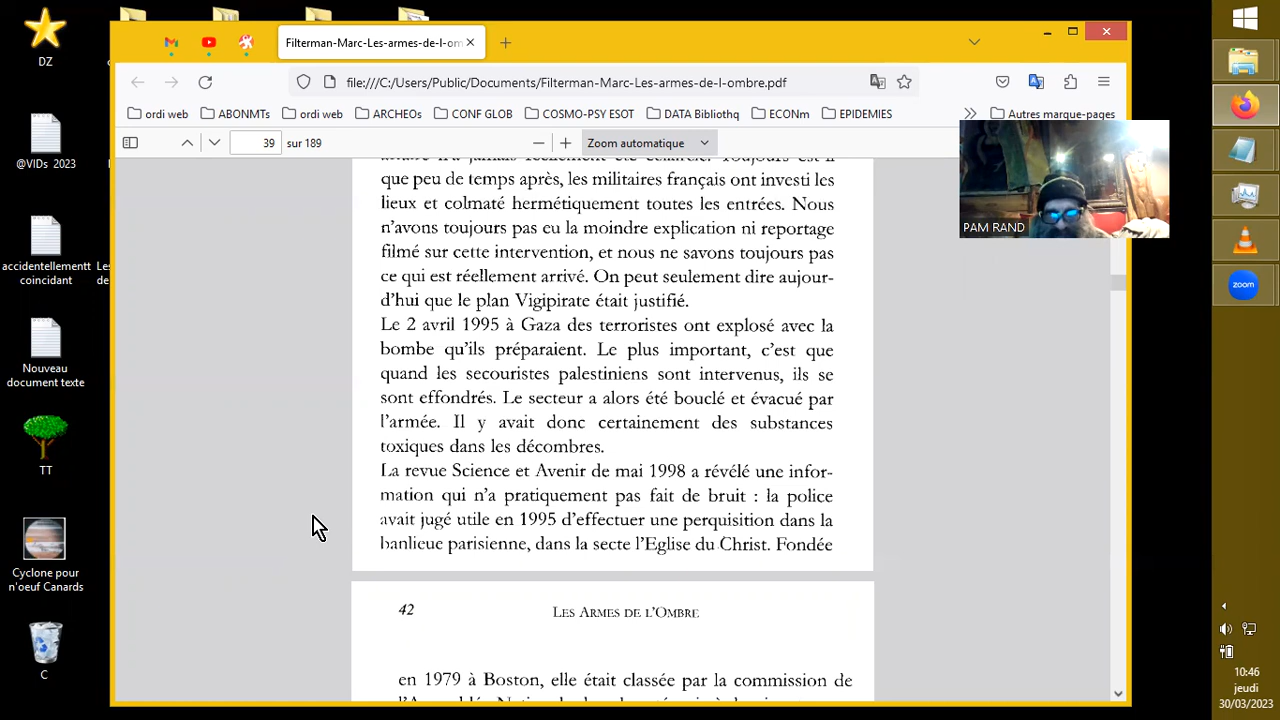 DZ
@VIDs 2023
accidentellementt
coincidant
Nouveau
document texte
TT
Cyclone pour
n'oeuf Canards
C
Filterman-Marc-Les-armes-de-l-om
file:///C:/Users/Public/Documents/Filterman-Marc-Les-armes-de-l-ombre.pdf
ordi web
ABONMTs
ordi web
ARCHEOs
CONF GLOB
COSMO-PSY ESOT
DATA Bibliothq
ECONm
EPIDEMIES
Autres marque-pages
39 sur 189
Zoom automatique
que peu de temps après, les militaires français ont investi les
lieux et colmaté hermétiquement toutes les entrées. Nous
n'avons toujours pas eu la moindre explication ni reportage
filmé sur cette intervention, et nous ne savons toujours pas
ce qui est réellement arrivé. On peut seulement dire aujour-
d'hui que le plan Vigipirate était justifié.
Le 2 avril 1995 à Gaza des terroristes ont explosé avec la
bombe qu'ils préparaient. Le plus important, c'est que
quand les secouristes palestiniens sont intervenus, ils se
sont effondrés. Le secteur a alors été bouclé et évacué par
l'armée. Il y avait donc certainement des substances
toxiques dans les décombres.
La revue Science et Avenir de mai 1998 a révélé une infor-
mation qui n'a pratiquement pas fait de bruit : la police
avait jugé utile en 1995 d'effectuer une perquisition dans la
banlieue parisienne, dans la secte l'Eglise du Christ. Fondée
42 LES ARMES DE L'OMBRE
en 1979 à Boston, elle était classée par la commission de
PAM RAND
zoom
10:46
jeudi
30/03/2023